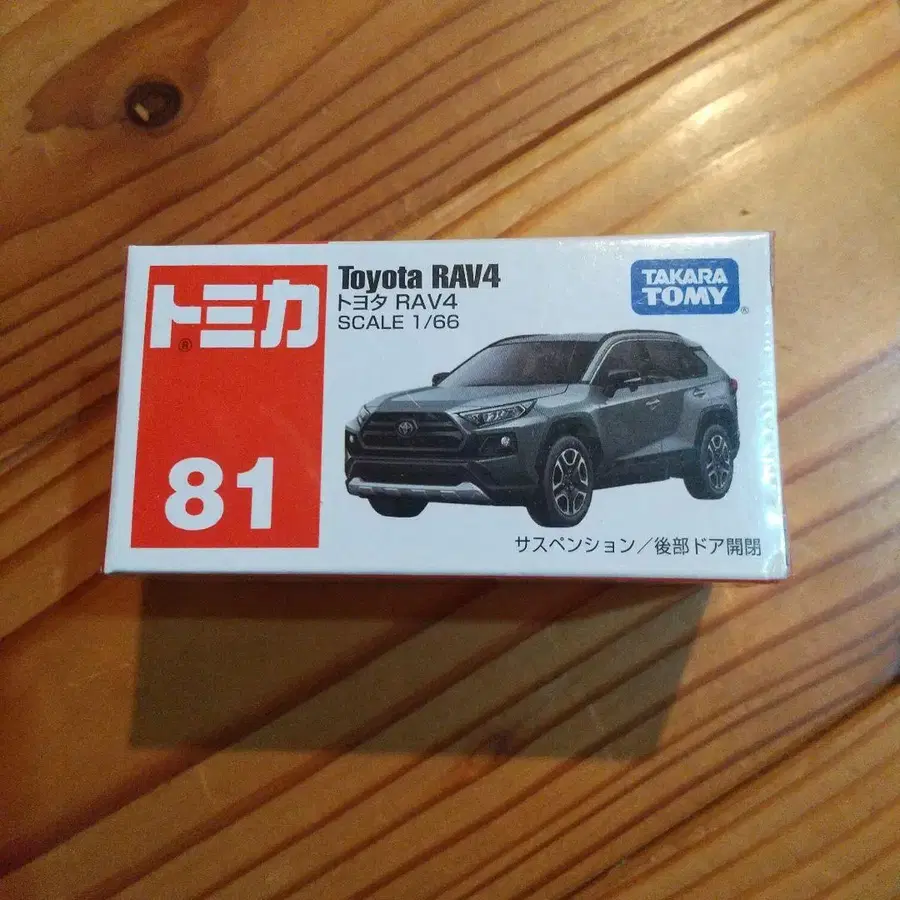 トミカ
®
81
Toyota RAV4
トヨタ RAV4
SCALE 1/66
TAKARA
TOMY
®
サスペンション／後部ドア開閉